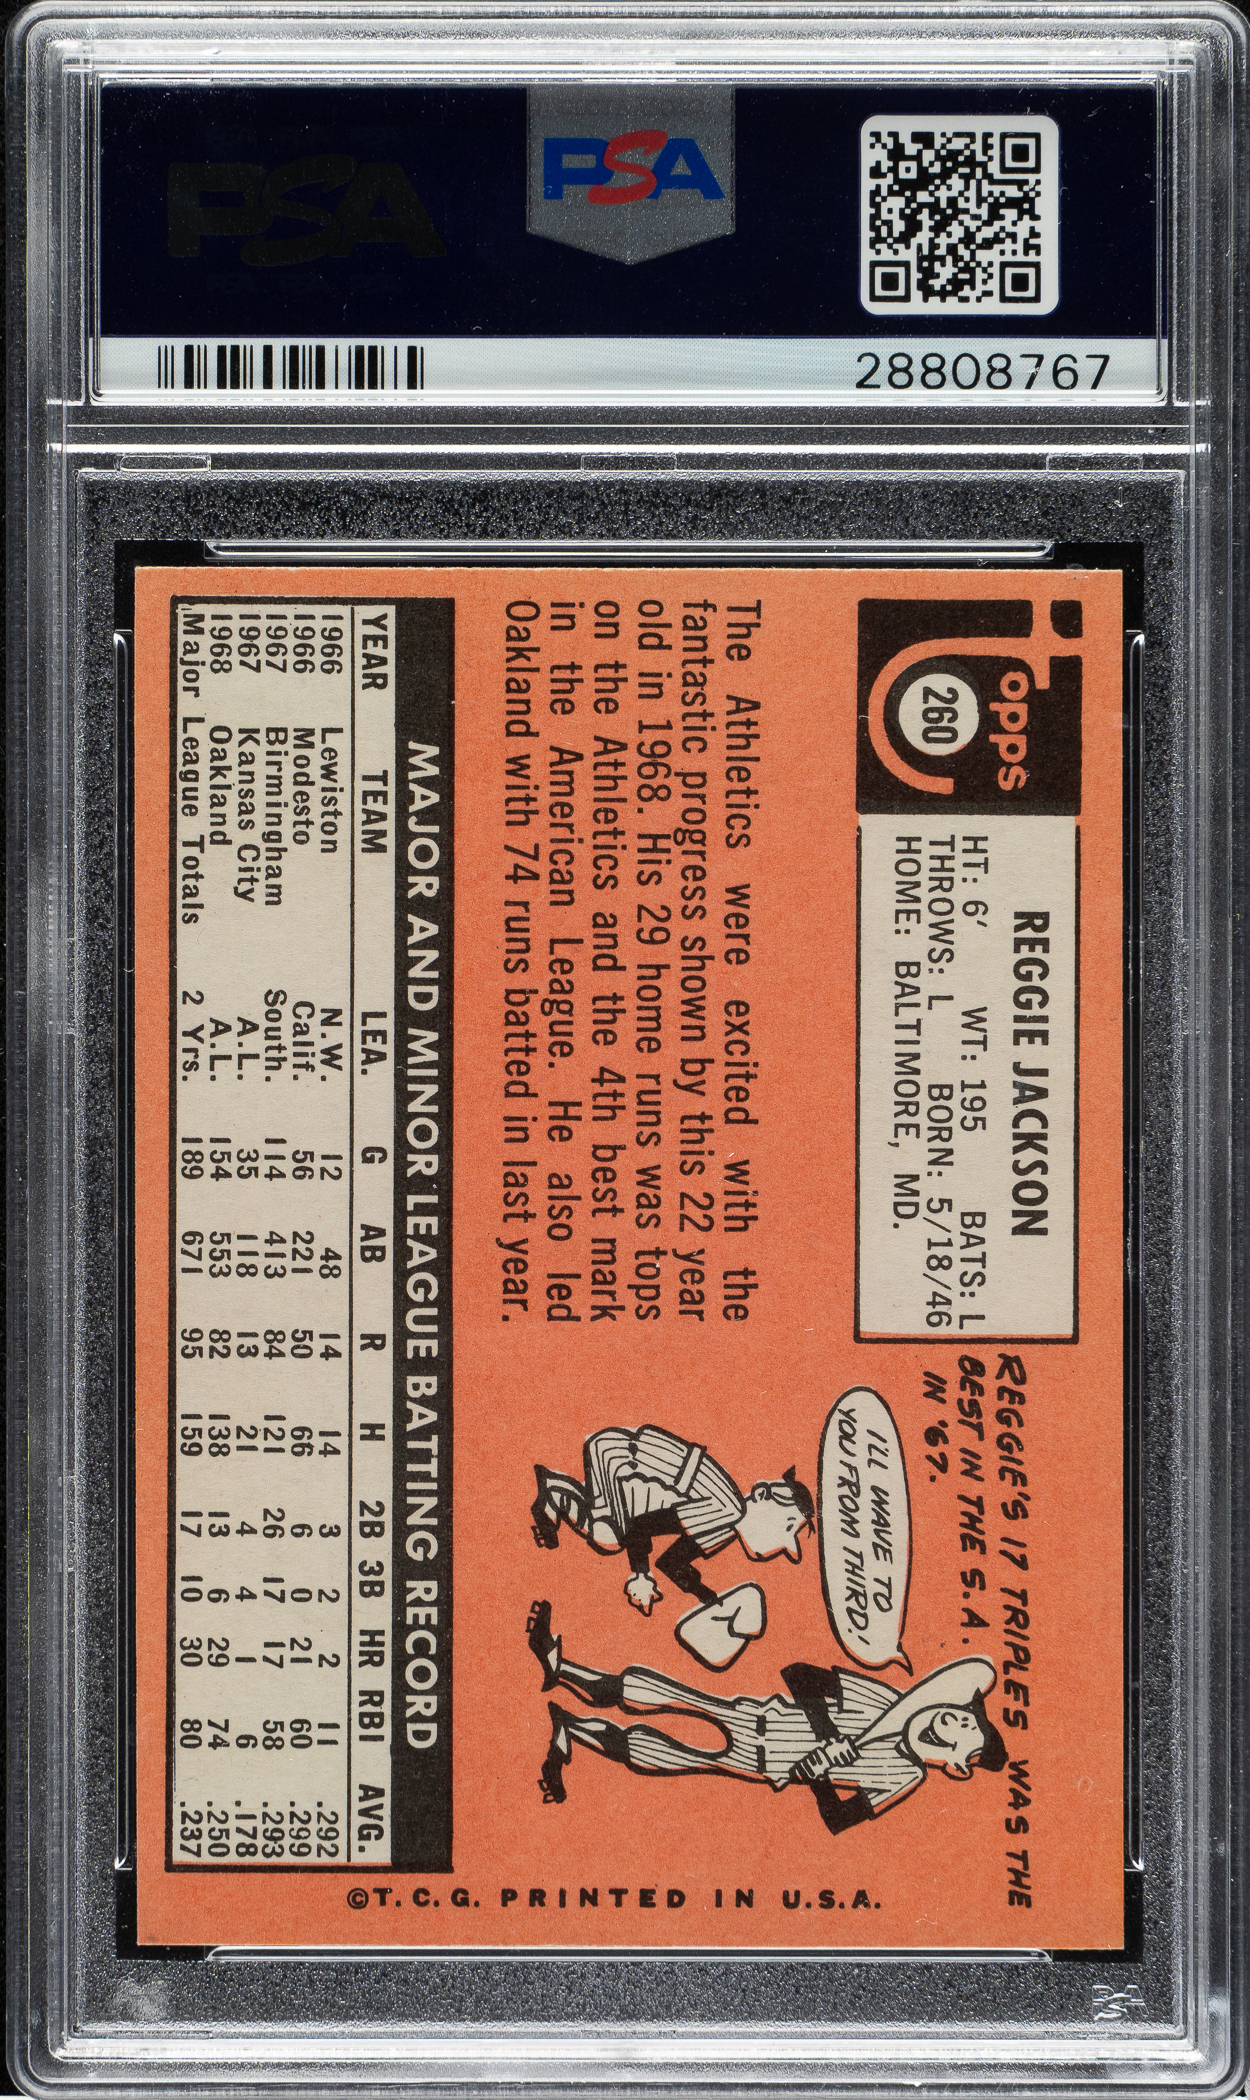 PSA
PSA
28808767
Topps
260
REGGIE JACKSON
HT: 6' WT: 195 BATS: L
THROWS: L BORN: 5/18/46
HOME: BALTIMORE, MD.
REGGIE'S 17 TRIPLES WAS THE
BEST IN THE S.A.
IN '67.
I'LL WAVE TO
YOU FROM THIRD!
The Athletics were excited with the
fantastic progress shown by this 22 year
old in 1968. His 29 home runs was tops
on the Athletics and the 4th best mark
in the American League. He also led
Oakland with 74 runs batted in last year.
MAJOR AND MINOR LEAGUE BATTING RECORD
YEAR TEAM LEA. G AB R H 2B 3B HR RBI AVG.
1966 Lewiston N.W. 12 48 14 14 3 2 2 11 .292
1966 Modesto Calif. 56 221 50 66 6 0 21 60 .299
1967 Birmingham South. 114 413 84 121 26 17 17 58 .293
1967 Kansas City A.L. 35 118 13 21 4 4 1 6 .178
1968 Oakland A.L. 154 553 82 138 13 6 29 74 .250
Major League Totals 2 Yrs. 189 671 95 159 17 10 30 80 .237
©T.C.G. PRINTED IN U.S.A.